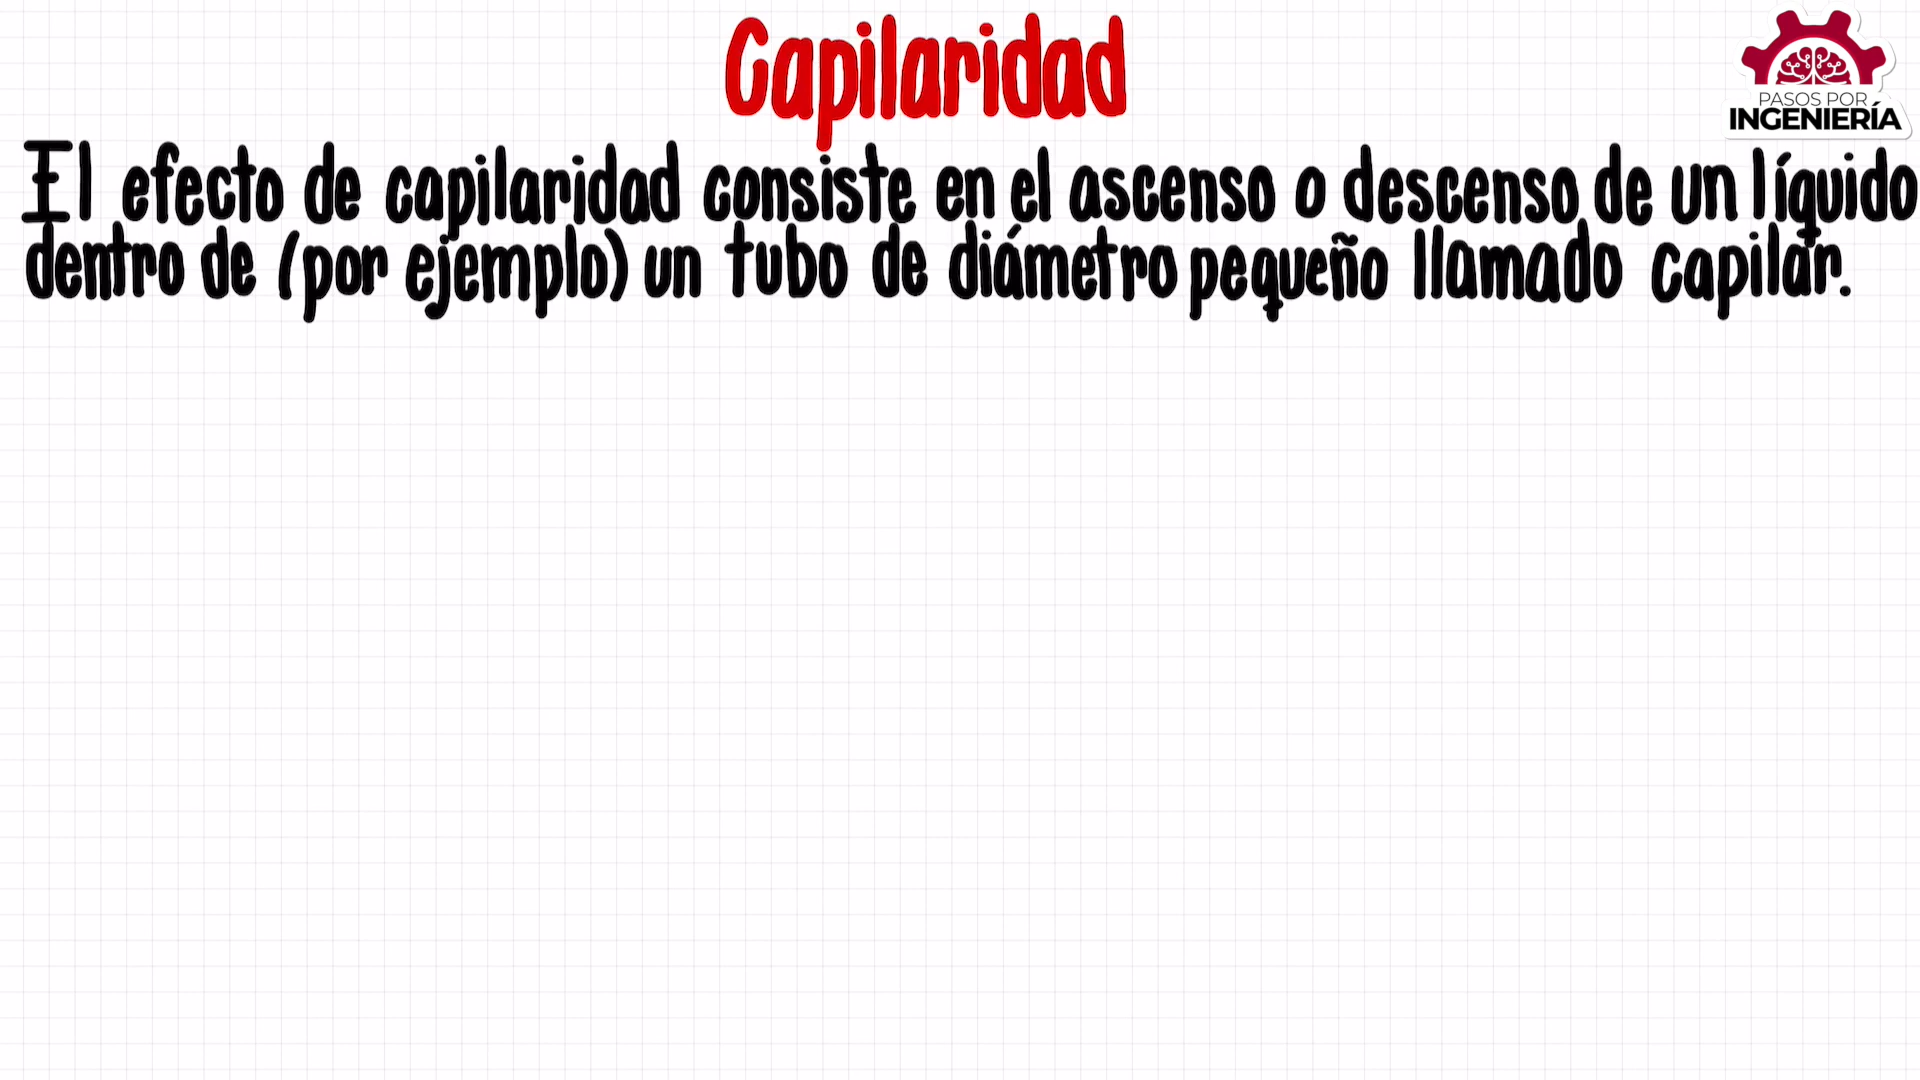 Capilaridad
PASOS POR
INGENIERÍA
El efecto de capilaridad consiste en el ascenso o descenso de un líquido
dentro de (por ejemplo) un tubo de diámetro pequeño llamado capilar.